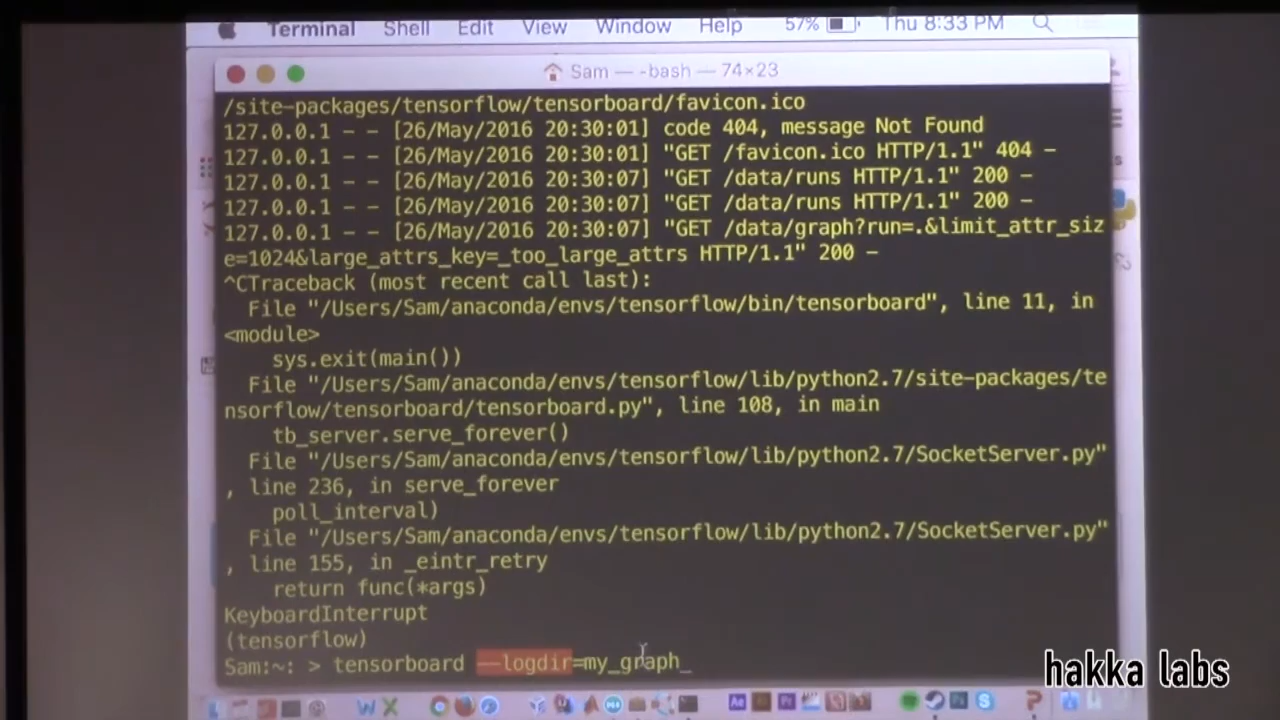 Terminal Shell Edit View Window Help 57% Thu 8:33 PM
Sam — -bash — 74×23
/site-packages/tensorflow/tensorboard/favicon.ico
127.0.0.1 - - [26/May/2016 20:30:01] code 404, message Not Found
127.0.0.1 - - [26/May/2016 20:30:01] "GET /favicon.ico HTTP/1.1" 404 -
127.0.0.1 - - [26/May/2016 20:30:07] "GET /data/runs HTTP/1.1" 200 -
127.0.0.1 - - [26/May/2016 20:30:07] "GET /data/runs HTTP/1.1" 200 -
127.0.0.1 - - [26/May/2016 20:30:07] "GET /data/graph?run=.&limit_attr_siz
e=1024&large_attrs_key=_too_large_attrs HTTP/1.1" 200 -
^CTraceback (most recent call last):
File "/Users/Sam/anaconda/envs/tensorflow/bin/tensorboard", line 11, in
<module>
sys.exit(main())
File "/Users/Sam/anaconda/envs/tensorflow/lib/python2.7/site-packages/te
nsorflow/tensorboard/tensorboard.py", line 108, in main
tb_server.serve_forever()
File "/Users/Sam/anaconda/envs/tensorflow/lib/python2.7/SocketServer.py"
, line 236, in serve_forever
poll_interval)
File "/Users/Sam/anaconda/envs/tensorflow/lib/python2.7/SocketServer.py"
, line 155, in _eintr_retry
return func(*args)
KeyboardInterrupt
(tensorflow)
Sam:~: > tensorboard --logdir=my_graph_
hakka labs